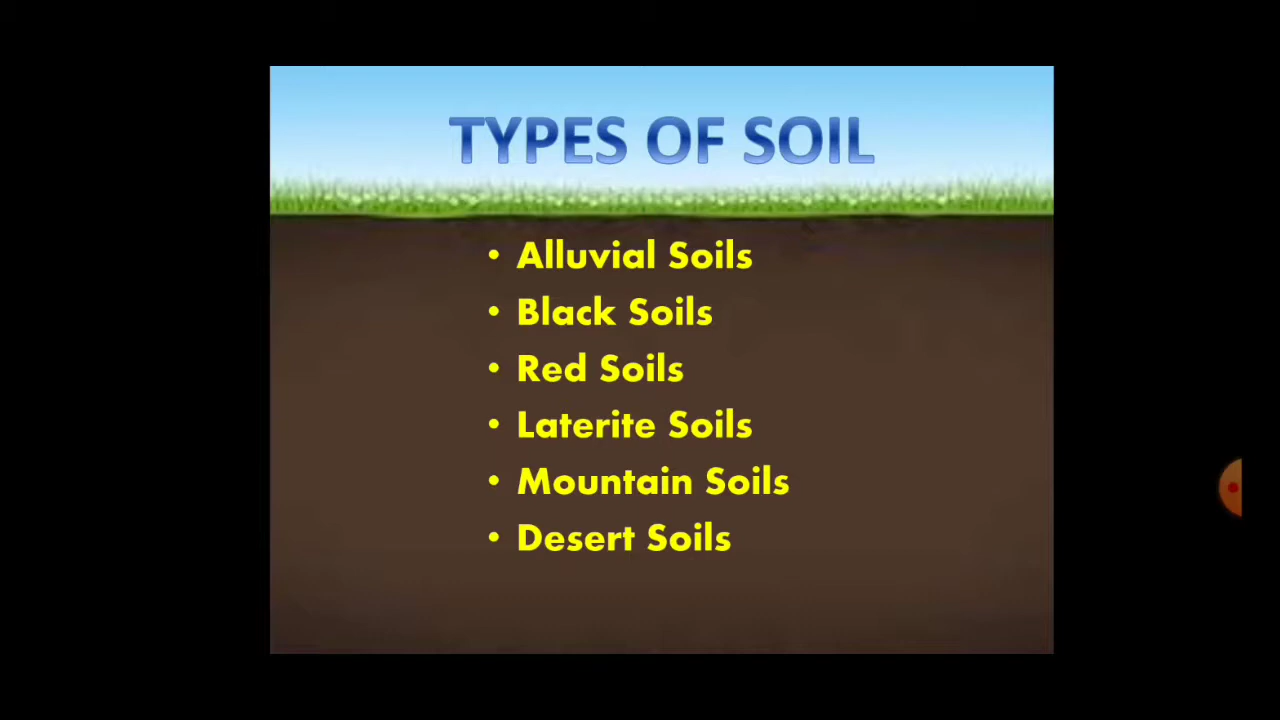 TYPES OF SOIL
• Alluvial Soils
• Black Soils
• Red Soils
• Laterite Soils
• Mountain Soils
• Desert Soils